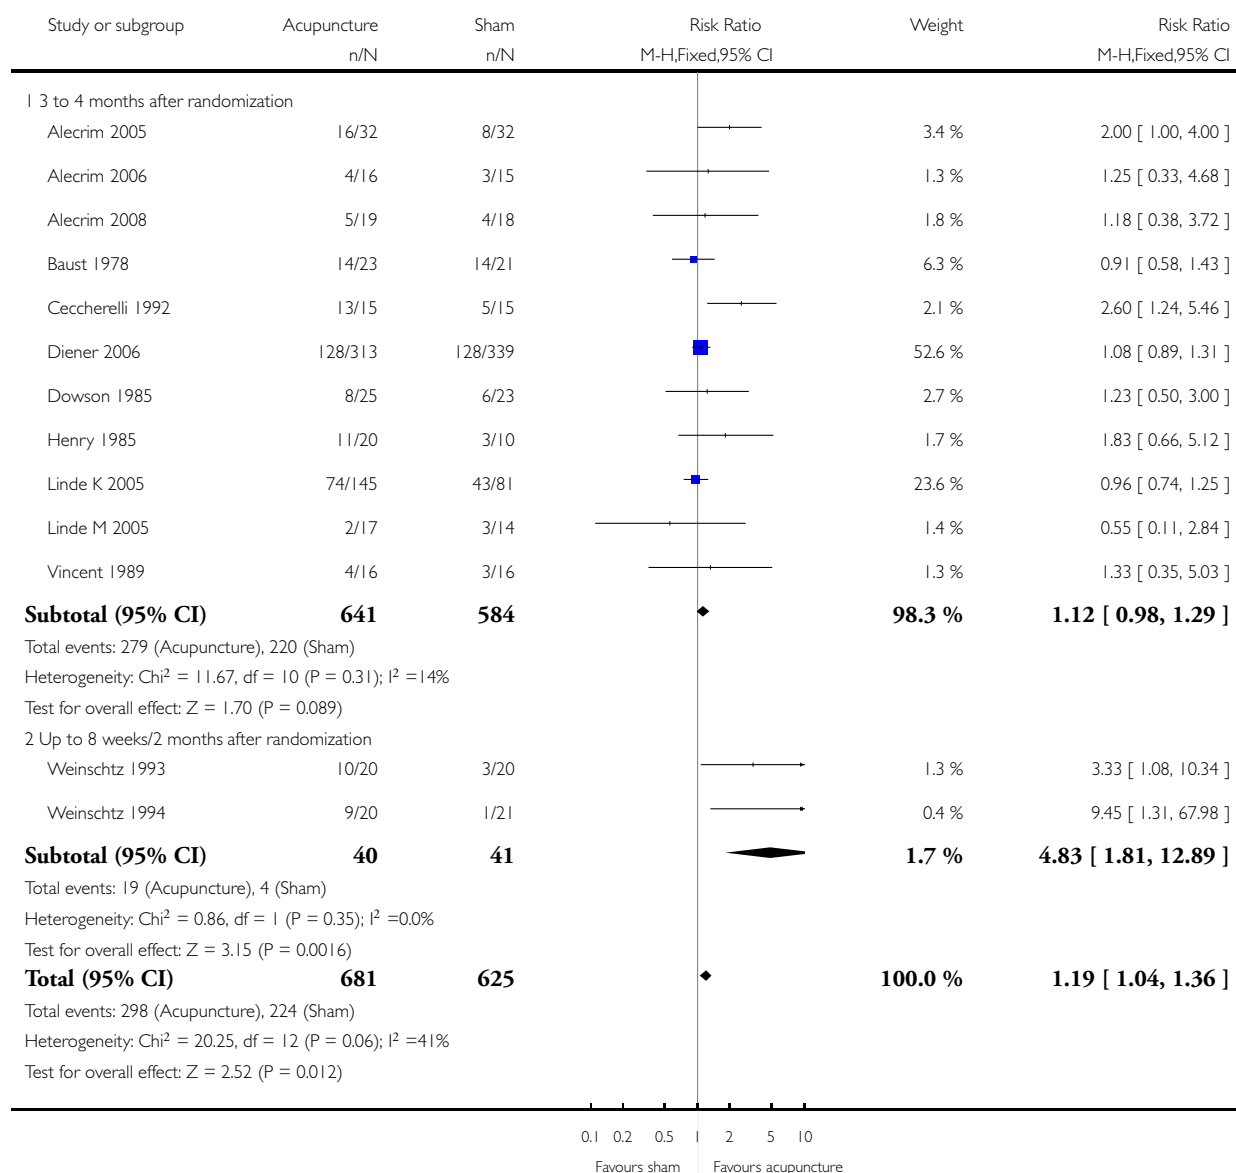 Study or subgroup Acupuncture Sham Risk Ratio Weight Risk Ratio
n/N n/N M-H,Fixed,95% CI M-H,Fixed,95% CI
1 3 to 4 months after randomization
Alecrim 2005 16/32 8/32 3.4 % 2.00 [ 1.00, 4.00 ]
Alecrim 2006 4/16 3/15 1.3 % 1.25 [ 0.33, 4.68 ]
Alecrim 2008 5/19 4/18 1.8 % 1.18 [ 0.38, 3.72 ]
Baust 1978 14/23 14/21 6.3 % 0.91 [ 0.58, 1.43 ]
Ceccherelli 1992 13/15 5/15 2.1 % 2.60 [ 1.24, 5.46 ]
Diener 2006 128/313 128/339 52.6 % 1.08 [ 0.89, 1.31 ]
Dowson 1985 8/25 6/23 2.7 % 1.23 [ 0.50, 3.00 ]
Henry 1985 11/20 3/10 1.7 % 1.83 [ 0.66, 5.12 ]
Linde K 2005 74/145 43/81 23.6 % 0.96 [ 0.74, 1.25 ]
Linde M 2005 2/17 3/14 1.4 % 0.55 [ 0.11, 2.84 ]
Vincent 1989 4/16 3/16 1.3 % 1.33 [ 0.35, 5.03 ]
Subtotal (95% CI) 641 584 98.3 % 1.12 [ 0.98, 1.29 ]
Total events: 279 (Acupuncture), 220 (Sham)
Heterogeneity: Chi² = 11.67, df = 10 (P = 0.31); I² =14%
Test for overall effect: Z = 1.70 (P = 0.089)
2 Up to 8 weeks/2 months after randomization
Weinschtz 1993 10/20 3/20 1.3 % 3.33 [ 1.08, 10.34 ]
Weinschtz 1994 9/20 1/21 0.4 % 9.45 [ 1.31, 67.98 ]
Subtotal (95% CI) 40 41 1.7 % 4.83 [ 1.81, 12.89 ]
Total events: 19 (Acupuncture), 4 (Sham)
Heterogeneity: Chi² = 0.86, df = 1 (P = 0.35); I² =0.0%
Test for overall effect: Z = 3.15 (P = 0.0016)
Total (95% CI) 681 625 100.0 % 1.19 [ 1.04, 1.36 ]
Total events: 298 (Acupuncture), 224 (Sham)
Heterogeneity: Chi² = 20.25, df = 12 (P = 0.06); I² =41%
Test for overall effect: Z = 2.52 (P = 0.012)
0.1 0.2 0.5 1 2 5 10
Favours sham Favours acupuncture